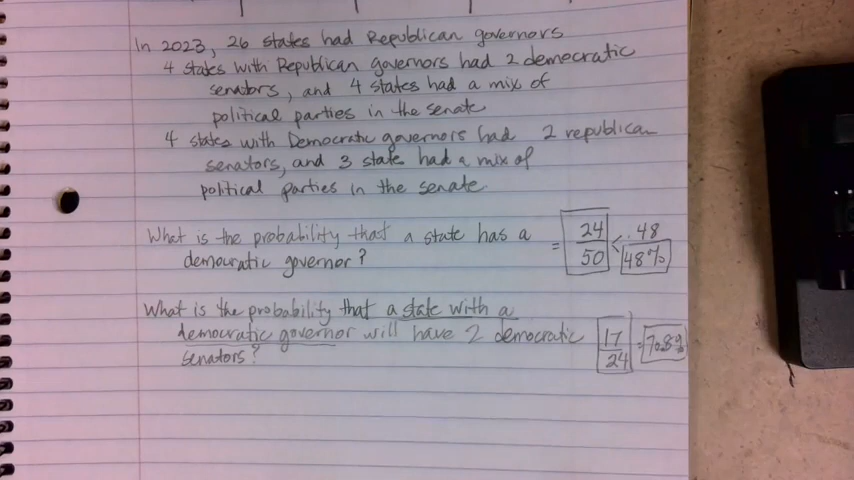 In 2023, 26 states had Republican governors
4 states with Republican governors had 2 democratic
senators, and 4 states had a mix of
political parties in the senate
4 states with Democratic governors had 2 republican
senators, and 3 state had a mix of
political parties in the senate
What is the probability that a state has a
democratic governor?
= 24/50 < .48
48%
What is the probability that a state with a
democratic governor will have 2 democratic
senators?
17/24 = 70.8%